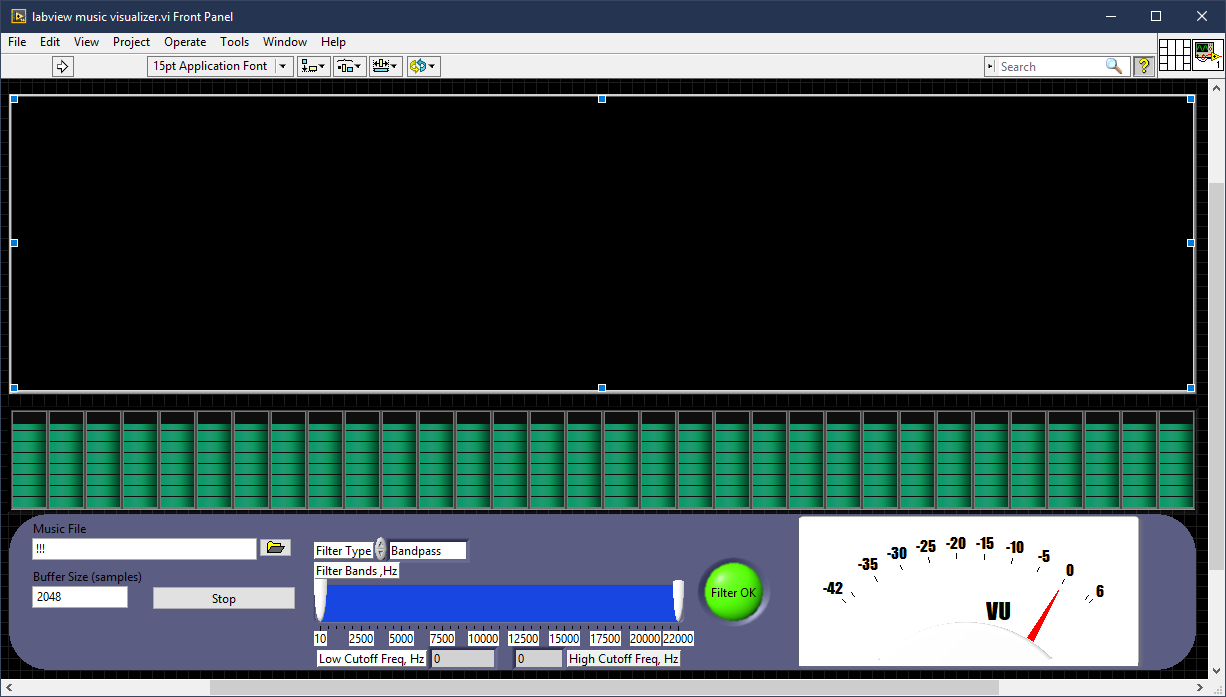 labview music visualizer.vi Front Panel
File Edit View Project Operate Tools Window Help
15pt Application Font
Search
?
1
Music File
!!!
Buffer Size (samples)
2048
Stop
Filter Type
Bandpass
Filter Bands ,Hz
10 2500 5000 7500 10000 12500 15000 17500 20000 22000
Low Cutoff Freq, Hz
0
0
High Cutoff Freq, Hz
Filter OK
-42 -35 -30 -25 -20 -15 -10 -5 0 6
VU